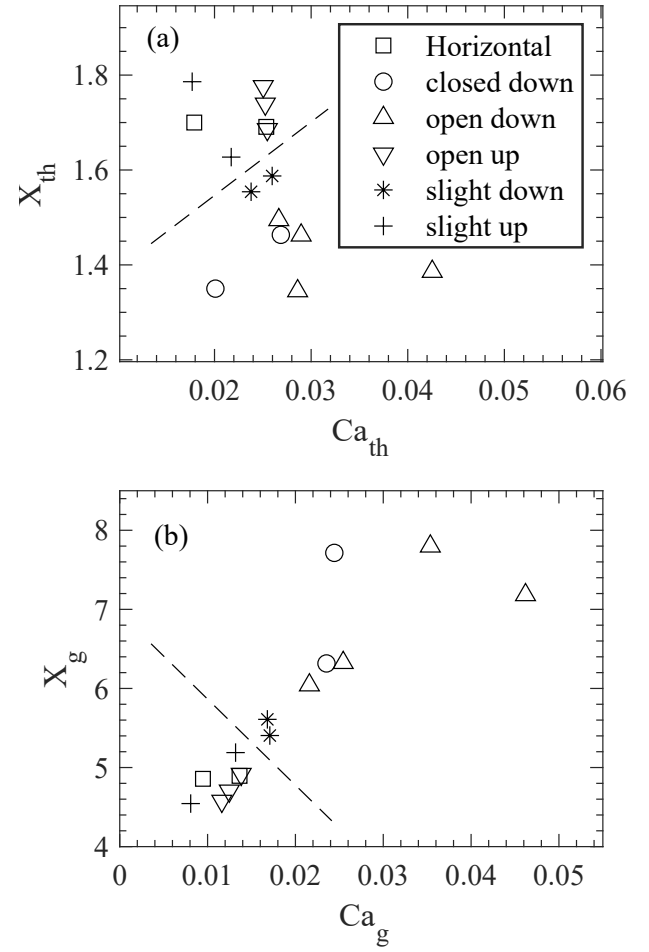 (a)
Horizontal
closed down
open down
open up
slight down
slight up
1.8
1.6
1.4
1.2
X_th
0.02 0.03 0.04 0.05 0.06
Ca_th
(b)
8
7
6
5
4
X_g
0 0.01 0.02 0.03 0.04 0.05
Ca_g